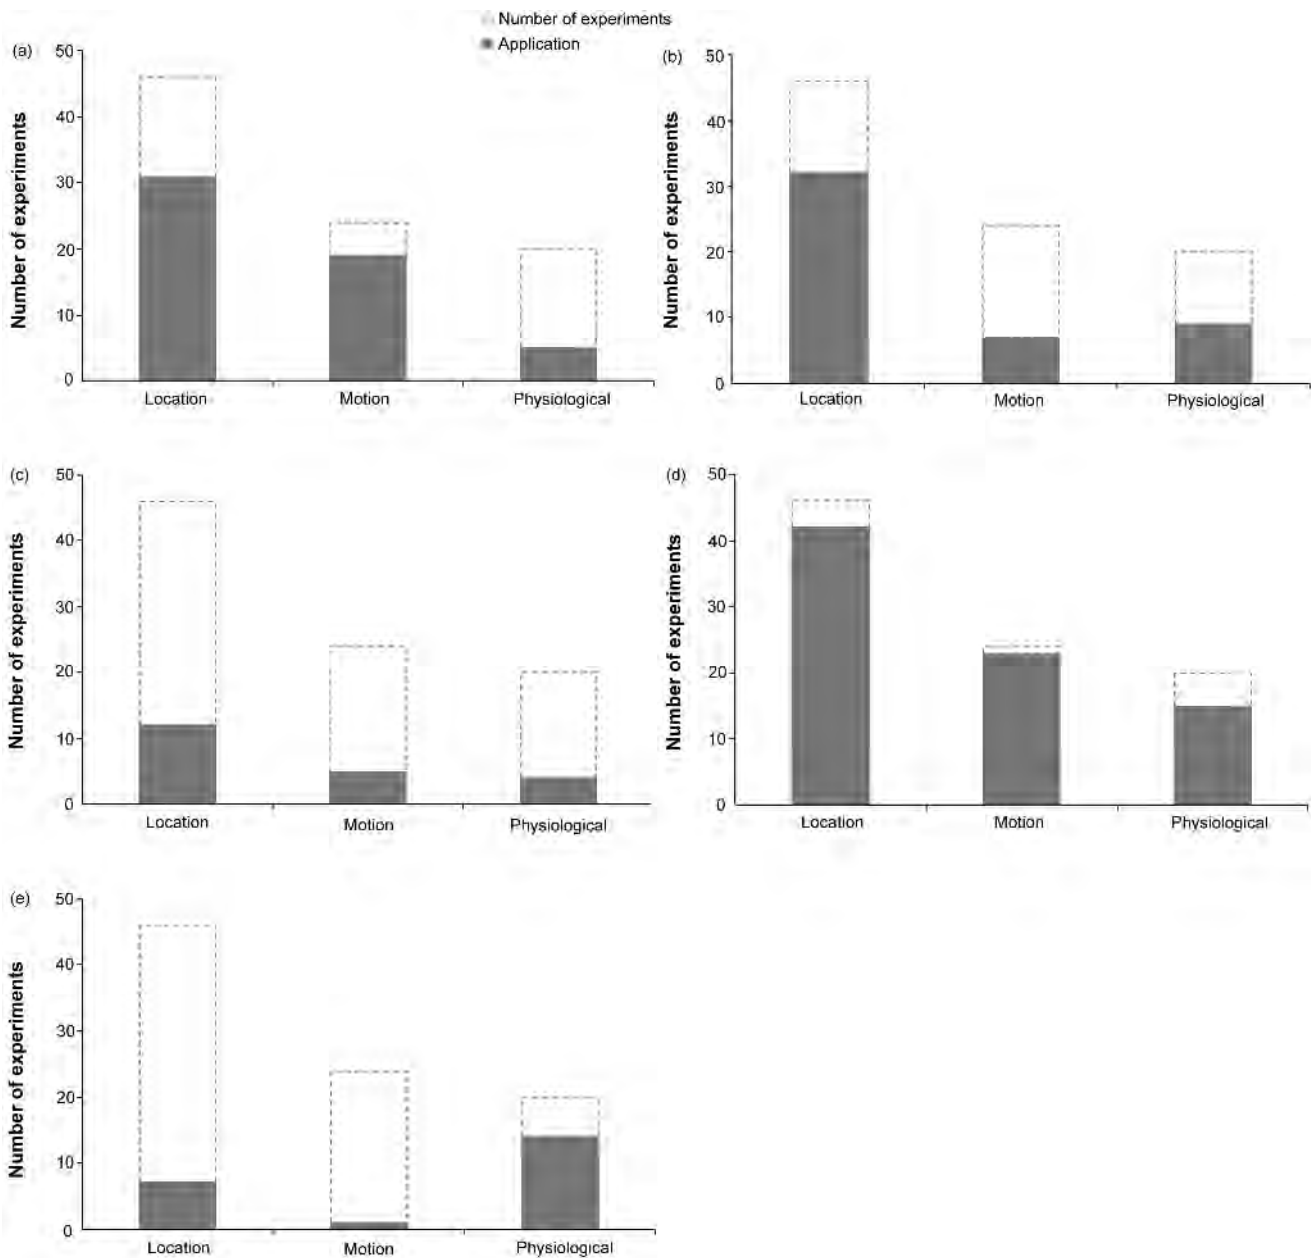 Number of experiments
Application
(a)
50
40
30
20
10
0
Number of experiments
Location
Motion
Physiological
(b)
50
40
30
20
10
0
Number of experiments
Location
Motion
Physiological
(c)
50
40
30
20
10
0
Number of experiments
Location
Motion
Physiological
(d)
50
40
30
20
10
0
Number of experiments
Location
Motion
Physiological
(e)
50
40
30
20
10
0
Number of experiments
Location
Motion
Physiological